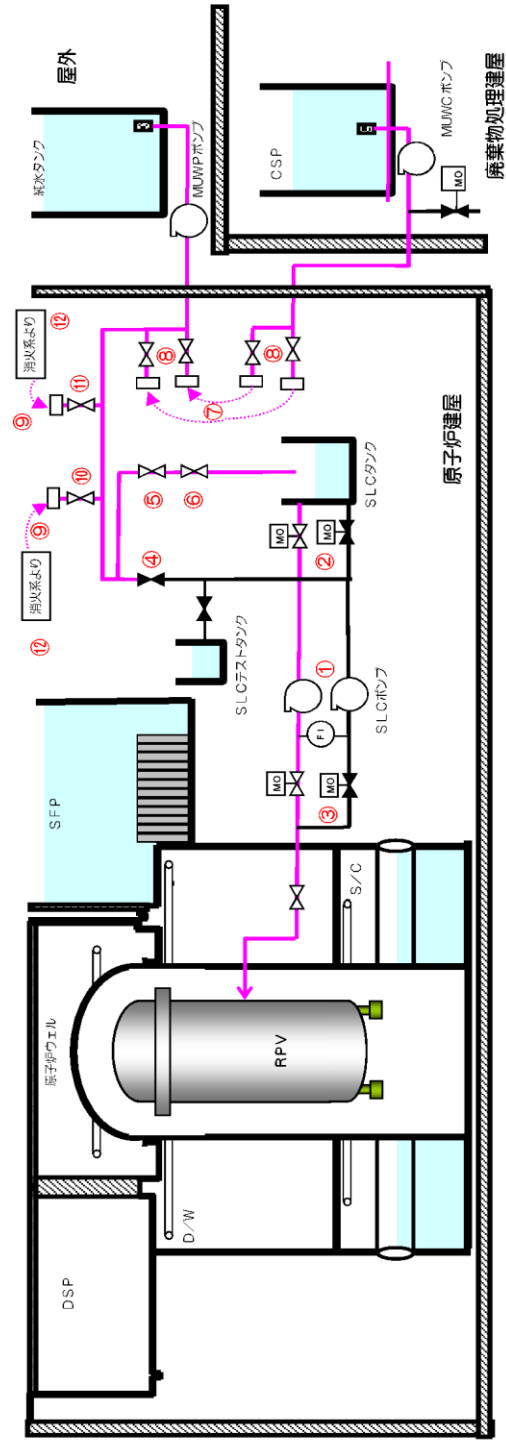 DSP
原子炉ウェル
SFP
D/W
S/C
RPV
消火系より
⑫
⑨
⑩
消火系より
⑫
⑨
⑪
純水タンク
屋外
3
MUWPポンプ
⑧
⑦
⑧
CSP
MUWCポンプ
MO
廃棄物処理建屋
④
⑤
⑥
SLCテストタンク
SLCタンク
MO
MO
②
①
SLCポンプ
FI
MO
MO
③
原子炉建屋